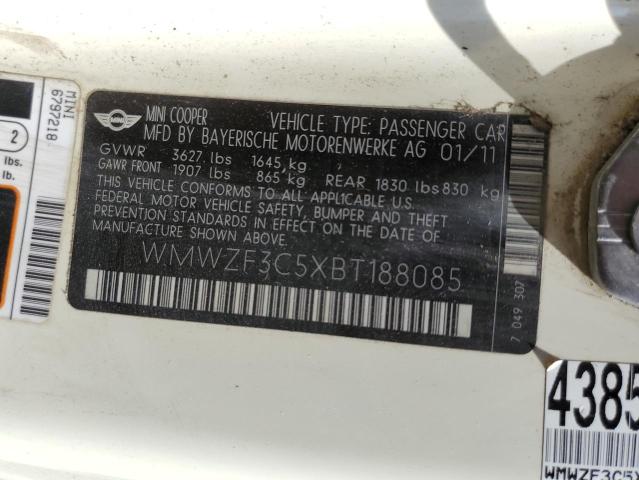 MINI
6797218
2
lbs.
lb.
MINI
MINI COOPER
VEHICLE TYPE: PASSENGER CAR
MFD BY BAYERISCHE MOTORENWERKE AG 01/11
GVWR 3627 lbs 1645 kg
GAWR FRONT 1907 lbs 865 kg REAR 1830 lbs 830 kg
THIS VEHICLE CONFORMS TO ALL APPLICABLE U.S.
FEDERAL MOTOR VEHICLE SAFETY, BUMPER AND THEFT
PREVENTION STANDARDS IN EFFECT ON THE DATE OF
MANUFACTURE SHOWN ABOVE.
WMWZF3C5XBT188085
7 049 307
4385
WMWZF3C5X